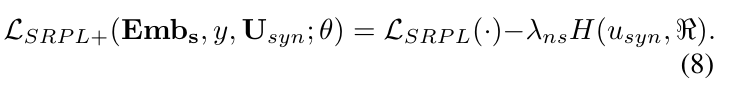 ℒ_{SRPL+}(𝐄𝐦𝐛_𝐬, y, 𝐔_{syn}; θ) = ℒ_{SRPL}(·)−λ_{ns}H(u_{syn}, ℜ).
(8)